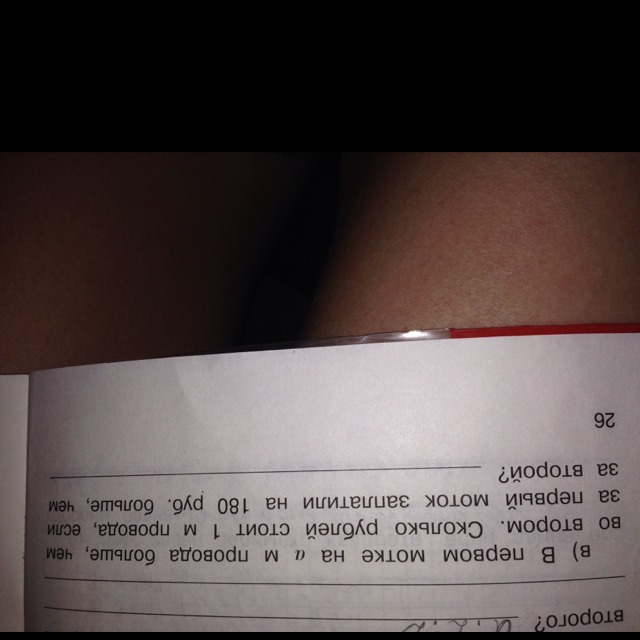 второго?
в) В первом мотке на a м провода больше, чем
во втором. Сколько рублей стоит 1 м провода, если
за первый моток заплатили на 180 руб. больше, чем
за второй?
26